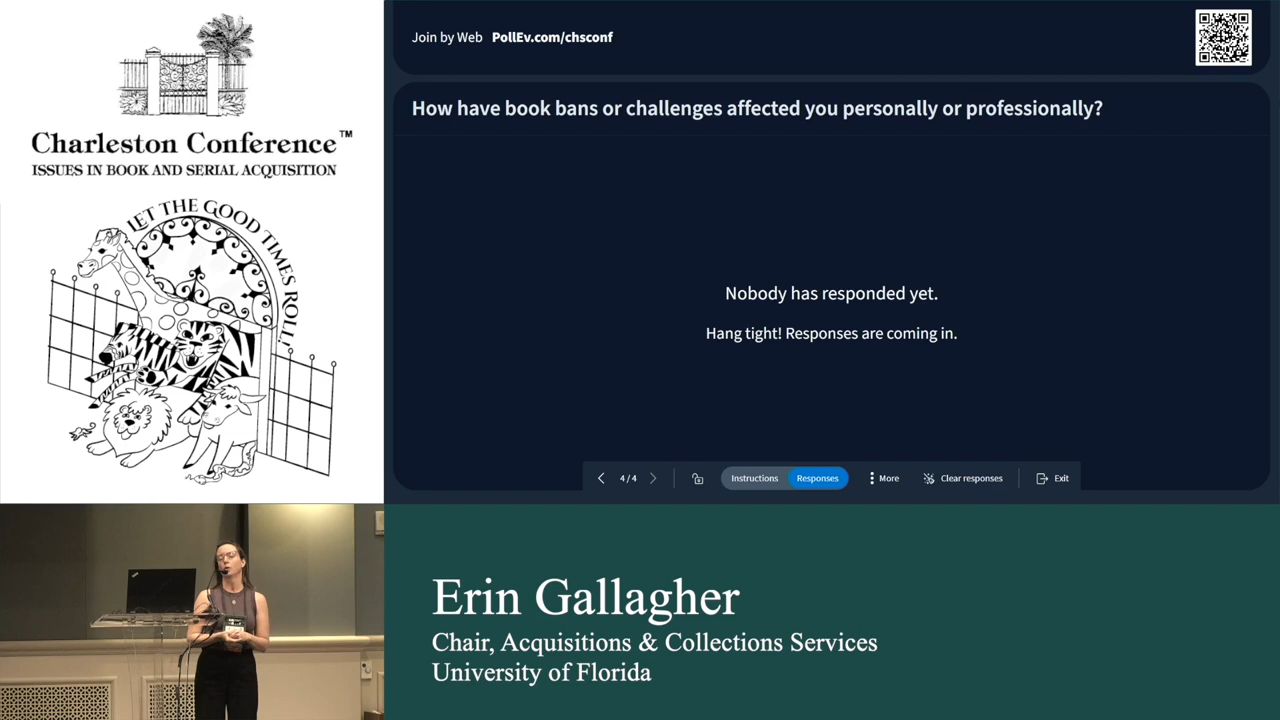 Charleston Conference™
ISSUES IN BOOK AND SERIAL ACQUISITION
LET THE GOOD TIMES ROLL!
Join by Web PollEv.com/chsconf
How have book bans or challenges affected you personally or professionally?
Nobody has responded yet.
Hang tight! Responses are coming in.
4 / 4
Instructions
Responses
More
Clear responses
Exit
Erin Gallagher
Chair, Acquisitions & Collections Services
University of Florida